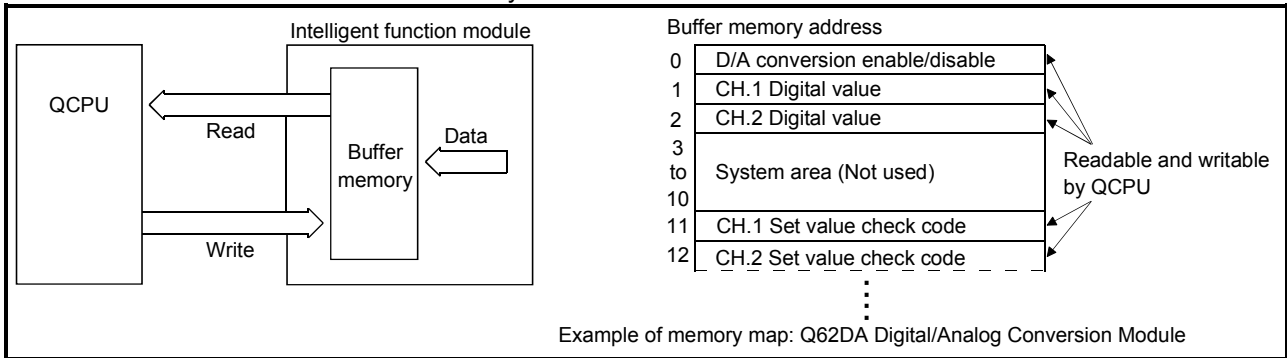 Intelligent function module
QCPU
Read
Write
Buffer
memory
Data
Buffer memory address
0 D/A conversion enable/disable
1 CH.1 Digital value
2 CH.2 Digital value
3
to System area (Not used)
10
11 CH.1 Set value check code
12 CH.2 Set value check code
Readable and writable
by QCPU
Example of memory map: Q62DA Digital/Analog Conversion Module